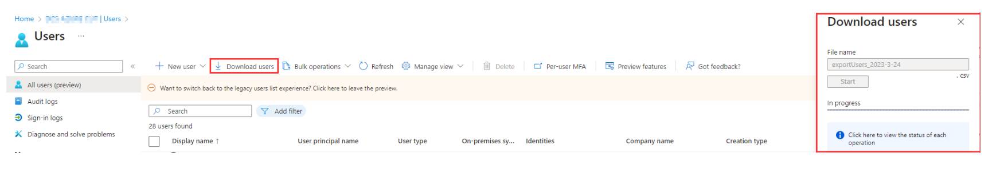 Home > | Users >
Users ...
Search «
All users (preview)
Audit logs
Sign-in logs
Diagnose and solve problems
New user Download users Bulk operations Refresh Manage view Delete Per-user MFA Preview features Got feedback?
Want to switch back to the legacy users list experience? Click here to leave the preview.
Search Add filter
28 users found
Display name ↑ User principal name User type On-premises sy... Identities Company name Creation type
Download users
File name
exportUsers_2023-3-24
. csv
Start
In progress
Click here to view the status of each
operation